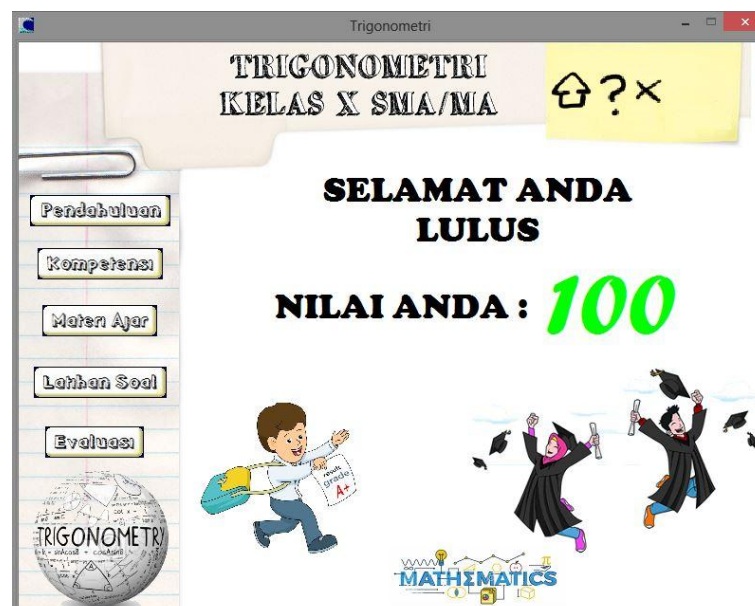 Trigonometri
TRIGONOMETRI
KELAS X SMA/MA
Pendahuluan
Kompetensi
Materi Ajar
Latihan Soal
Evaluasi
TRIGONOMETRI
SELAMAT ANDA
LULUS
NILAI ANDA : 100
results
grade
A+
MATHEMATICS